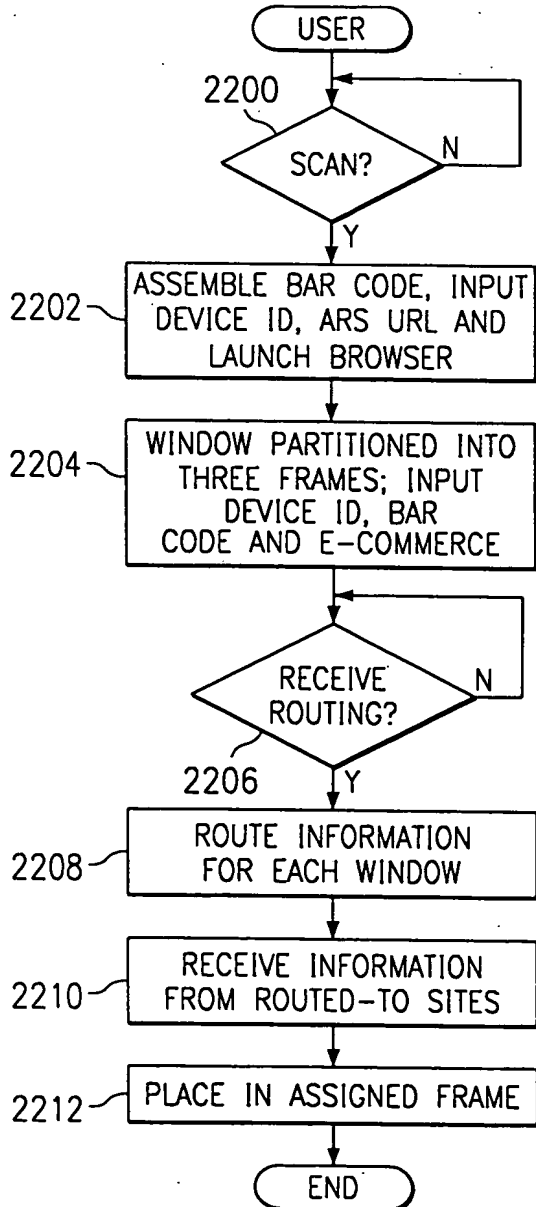 USER
2200
SCAN?
N
Y
2202
ASSEMBLE BAR CODE, INPUT
DEVICE ID, ARS URL AND
LAUNCH BROWSER
2204
WINDOW PARTITIONED INTO
THREE FRAMES; INPUT
DEVICE ID, BAR
CODE AND E-COMMERCE
RECEIVE
ROUTING?
N
2206
Y
2208
ROUTE INFORMATION
FOR EACH WINDOW
2210
RECEIVE INFORMATION
FROM ROUTED-TO SITES
2212
PLACE IN ASSIGNED FRAME
END